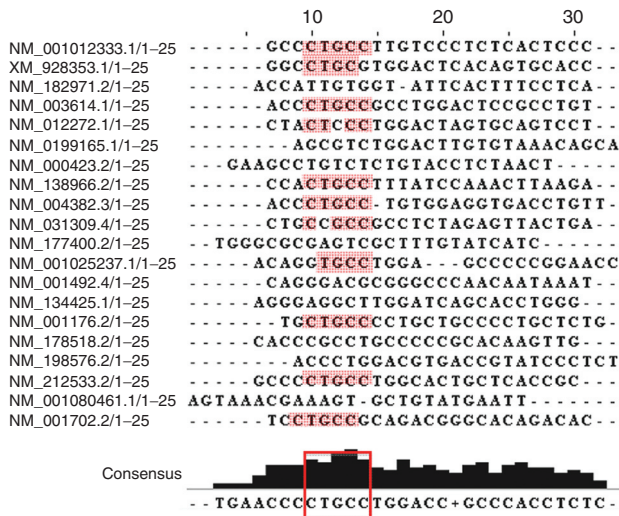 10 20 30
NM_001012333.1/1–25 - - - - - - GCCCTGCCTTGTCCCTCTCACTCCC - -
XM_928353.1/1–25 - - - - - - GGCCTGCGTGGACTCACAGTGCACC - -
NM_182971.2/1–25 - - - - - ACCATTGTGGT - ATTCACTTTCCTCA - -
NM_003614.1/1–25 - - - - - - ACCCTGCCGCCTGGACTCCGCCTGT - -
NM_012272.1/1–25 - - - - - - CTACTCCCTGGACTAGTGCAGTCCT - -
NM_0199165.1/1–25 - - - - - - - - AGCGTCTGGACTTGTGTAAACAGCA
NM_000423.2/1–25 - - - GAAGCCTGTCTCTGTACCTCTAACT - - - - -
NM_138966.2/1–25 - - - - - - CCACTGCCTTTATCCAAACTTAAGA - -
NM_004382.3/1–25 - - - - - - ACCCTGCC - TGTGGAGGTGACCTGTT -
NM_031309.4/1–25 - - - - - - CTGCCGCCGCCTCTAGAGTTACTGA - -
NM_177400.2/1–25 - - TGGGCGCGAGTCGCTTTGTATCATC - - - - - -
NM_001025237.1/1–25 - - - - - ACAGGTGCCTGGA - - - GCCCCCGGAACC
NM_001492.4/1–25 - - - - - - CAGGGACGCGGGCCCAACAATAAAT - -
NM_134425.1/1–25 - - - - - AGGGAGGCTTGGATCAGCACCTGGG - - -
NM_001176.2/1–25 - - - - - - - TGCTGCCCCTGCTGCCCCTGCTCTG -
NM_178518.2/1–25 - - - - - CACCCGCCTGCCCCCGCACAAGTTG - - -
NM_198576.2/1–25 - - - - - - - - ACCCTGGACGTGACCGTATCCCTCT
NM_212533.2/1–25 - - - - - GCCCCTGCCTGGCACTGCTCACCGC - - -
NM_001080461.1/1–25 AGTAAACGAAAGT - GCTGTATGAATT - - - - - - -
NM_001702.2/1–25 - - - - - - TCCTGCCGCAGACGGGCACAGACAC - -
Consensus
- - TGAACCCCTGCCTGGACC+GCCCACCTCTC -